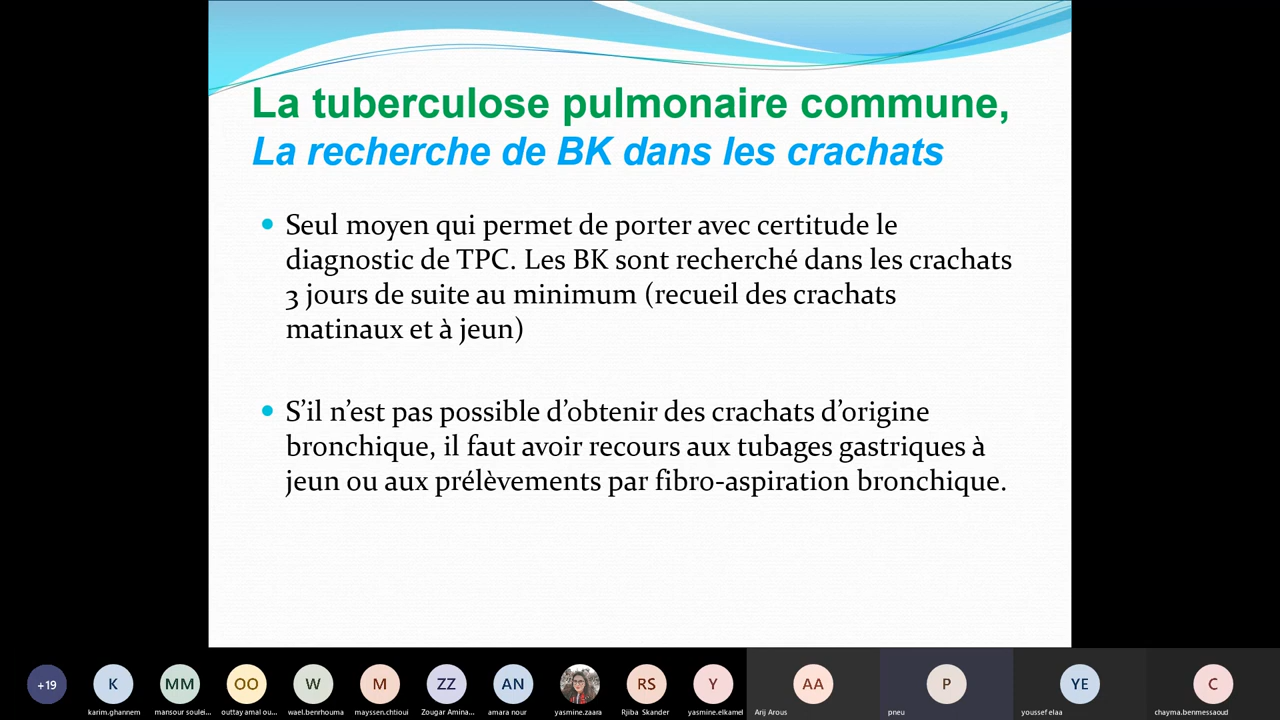 La tuberculose pulmonaire commune,
La recherche de BK dans les crachats
• Seul moyen qui permet de porter avec certitude le
diagnostic de TPC. Les BK sont recherché dans les crachats
3 jours de suite au minimum (recueil des crachats
matinaux et à jeun)
• S’il n’est pas possible d’obtenir des crachats d’origine
bronchique, il faut avoir recours aux tubages gastriques à
jeun ou aux prélèvements par fibro-aspiration bronchique.
+19 K MM OO W M ZZ AN RS Y AA P YE C
karim.ghannem mansour soulei... outtay amal ou... wael.benrhouma mayssen.chtioui Zougar Amina... amara nour yasmine.zaara Rjiba Skander yasmine.elkamel Arij Arous pneu youssef elaa chayma.benmessaoud